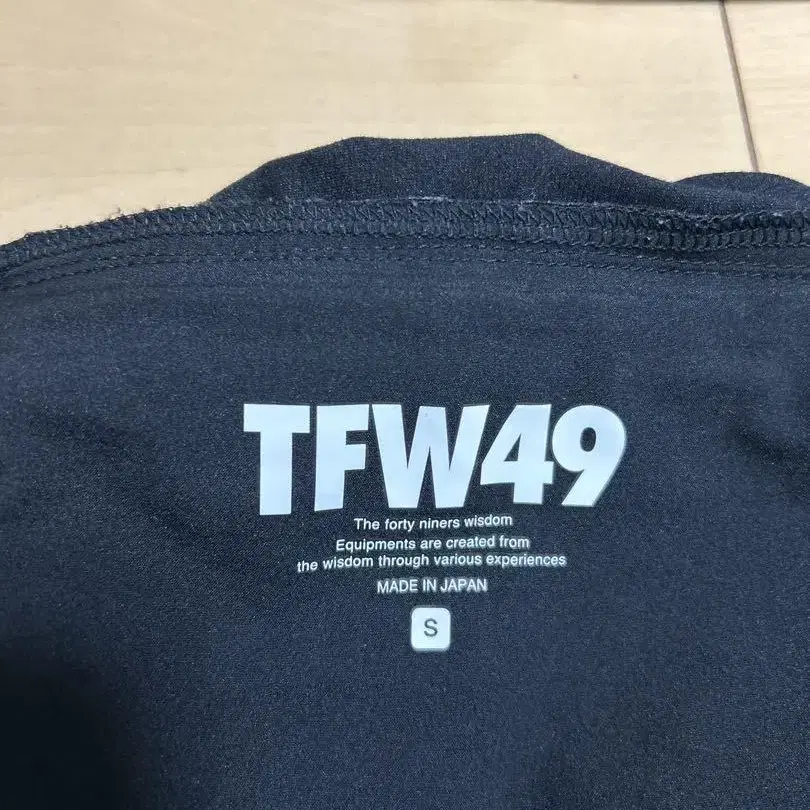 TFW49
The forty niners wisdom
Equipments are created from
the wisdom through various experiences
MADE IN JAPAN
S